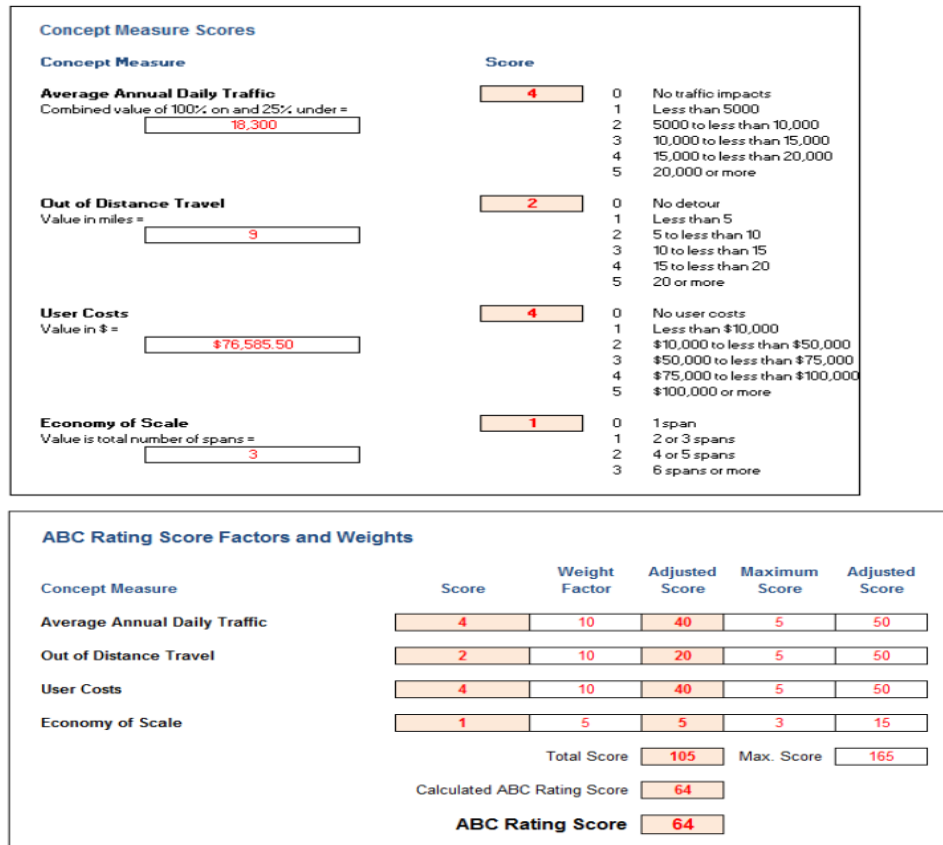 Concept Measure Scores
Concept Measure Score
Average Annual Daily Traffic 4 0 No traffic impacts
Combined value of 100% on and 25% under = 1 Less than 5000
18,300 2 5000 to less than 10,000
3 10,000 to less than 15,000
4 15,000 to less than 20,000
5 20,000 or more
Out of Distance Travel 2 0 No detour
Value in miles = 1 Less than 5
9 2 5 to less than 10
3 10 to less than 15
4 15 to less than 20
5 20 or more
User Costs 4 0 No user costs
Value in $ = 1 Less than $10,000
$76,585.50 2 $10,000 to less than $50,000
3 $50,000 to less than $75,000
4 $75,000 to less than $100,000
5 $100,000 or more
Economy of Scale 1 0 1 span
Value is total number of spans = 1 2 or 3 spans
3 2 4 or 5 spans
3 6 spans or more
ABC Rating Score Factors and Weights
Weight Adjusted Maximum Adjusted
Concept Measure Score Factor Score Score Score
Average Annual Daily Traffic 4 10 40 5 50
Out of Distance Travel 2 10 20 5 50
User Costs 4 10 40 5 50
Economy of Scale 1 5 5 3 15
Total Score 105 Max. Score 165
Calculated ABC Rating Score 64
ABC Rating Score 64